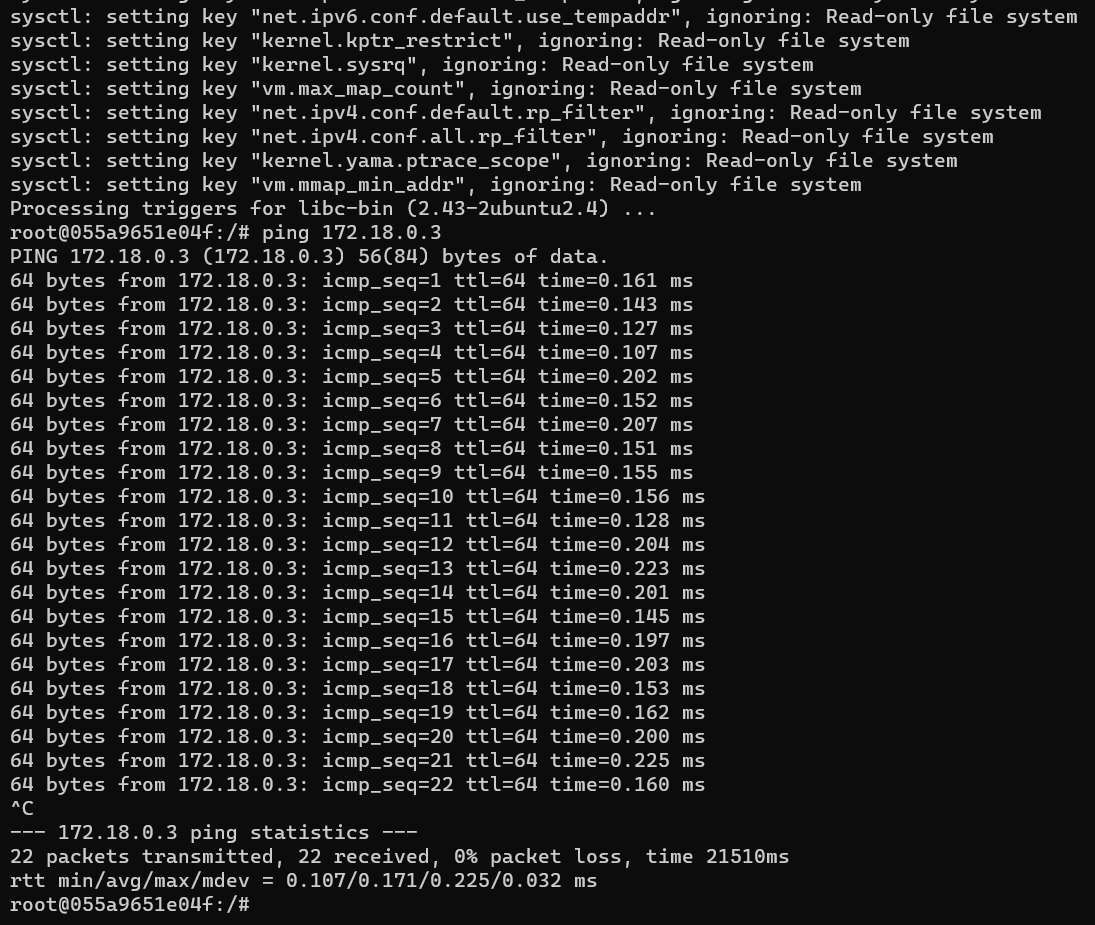 sysctl: setting key "net.ipv6.conf.default.use_tempaddr", ignoring: Read-only file system
sysctl: setting key "kernel.kptr_restrict", ignoring: Read-only file system
sysctl: setting key "kernel.sysrq", ignoring: Read-only file system
sysctl: setting key "vm.max_map_count", ignoring: Read-only file system
sysctl: setting key "net.ipv4.conf.default.rp_filter", ignoring: Read-only file system
sysctl: setting key "net.ipv4.conf.all.rp_filter", ignoring: Read-only file system
sysctl: setting key "kernel.yama.ptrace_scope", ignoring: Read-only file system
sysctl: setting key "vm.mmap_min_addr", ignoring: Read-only file system
Processing triggers for libc-bin (2.43-2ubuntu2.4) ...
root@055a9651e04f:/# ping 172.18.0.3
PING 172.18.0.3 (172.18.0.3) 56(84) bytes of data.
64 bytes from 172.18.0.3: icmp_seq=1 ttl=64 time=0.161 ms
64 bytes from 172.18.0.3: icmp_seq=2 ttl=64 time=0.143 ms
64 bytes from 172.18.0.3: icmp_seq=3 ttl=64 time=0.127 ms
64 bytes from 172.18.0.3: icmp_seq=4 ttl=64 time=0.107 ms
64 bytes from 172.18.0.3: icmp_seq=5 ttl=64 time=0.202 ms
64 bytes from 172.18.0.3: icmp_seq=6 ttl=64 time=0.152 ms
64 bytes from 172.18.0.3: icmp_seq=7 ttl=64 time=0.207 ms
64 bytes from 172.18.0.3: icmp_seq=8 ttl=64 time=0.151 ms
64 bytes from 172.18.0.3: icmp_seq=9 ttl=64 time=0.155 ms
64 bytes from 172.18.0.3: icmp_seq=10 ttl=64 time=0.156 ms
64 bytes from 172.18.0.3: icmp_seq=11 ttl=64 time=0.128 ms
64 bytes from 172.18.0.3: icmp_seq=12 ttl=64 time=0.204 ms
64 bytes from 172.18.0.3: icmp_seq=13 ttl=64 time=0.223 ms
64 bytes from 172.18.0.3: icmp_seq=14 ttl=64 time=0.201 ms
64 bytes from 172.18.0.3: icmp_seq=15 ttl=64 time=0.145 ms
64 bytes from 172.18.0.3: icmp_seq=16 ttl=64 time=0.197 ms
64 bytes from 172.18.0.3: icmp_seq=17 ttl=64 time=0.203 ms
64 bytes from 172.18.0.3: icmp_seq=18 ttl=64 time=0.153 ms
64 bytes from 172.18.0.3: icmp_seq=19 ttl=64 time=0.162 ms
64 bytes from 172.18.0.3: icmp_seq=20 ttl=64 time=0.200 ms
64 bytes from 172.18.0.3: icmp_seq=21 ttl=64 time=0.225 ms
64 bytes from 172.18.0.3: icmp_seq=22 ttl=64 time=0.160 ms
^C
--- 172.18.0.3 ping statistics ---
22 packets transmitted, 22 received, 0% packet loss, time 21510ms
rtt min/avg/max/mdev = 0.107/0.171/0.225/0.032 ms
root@055a9651e04f:/#